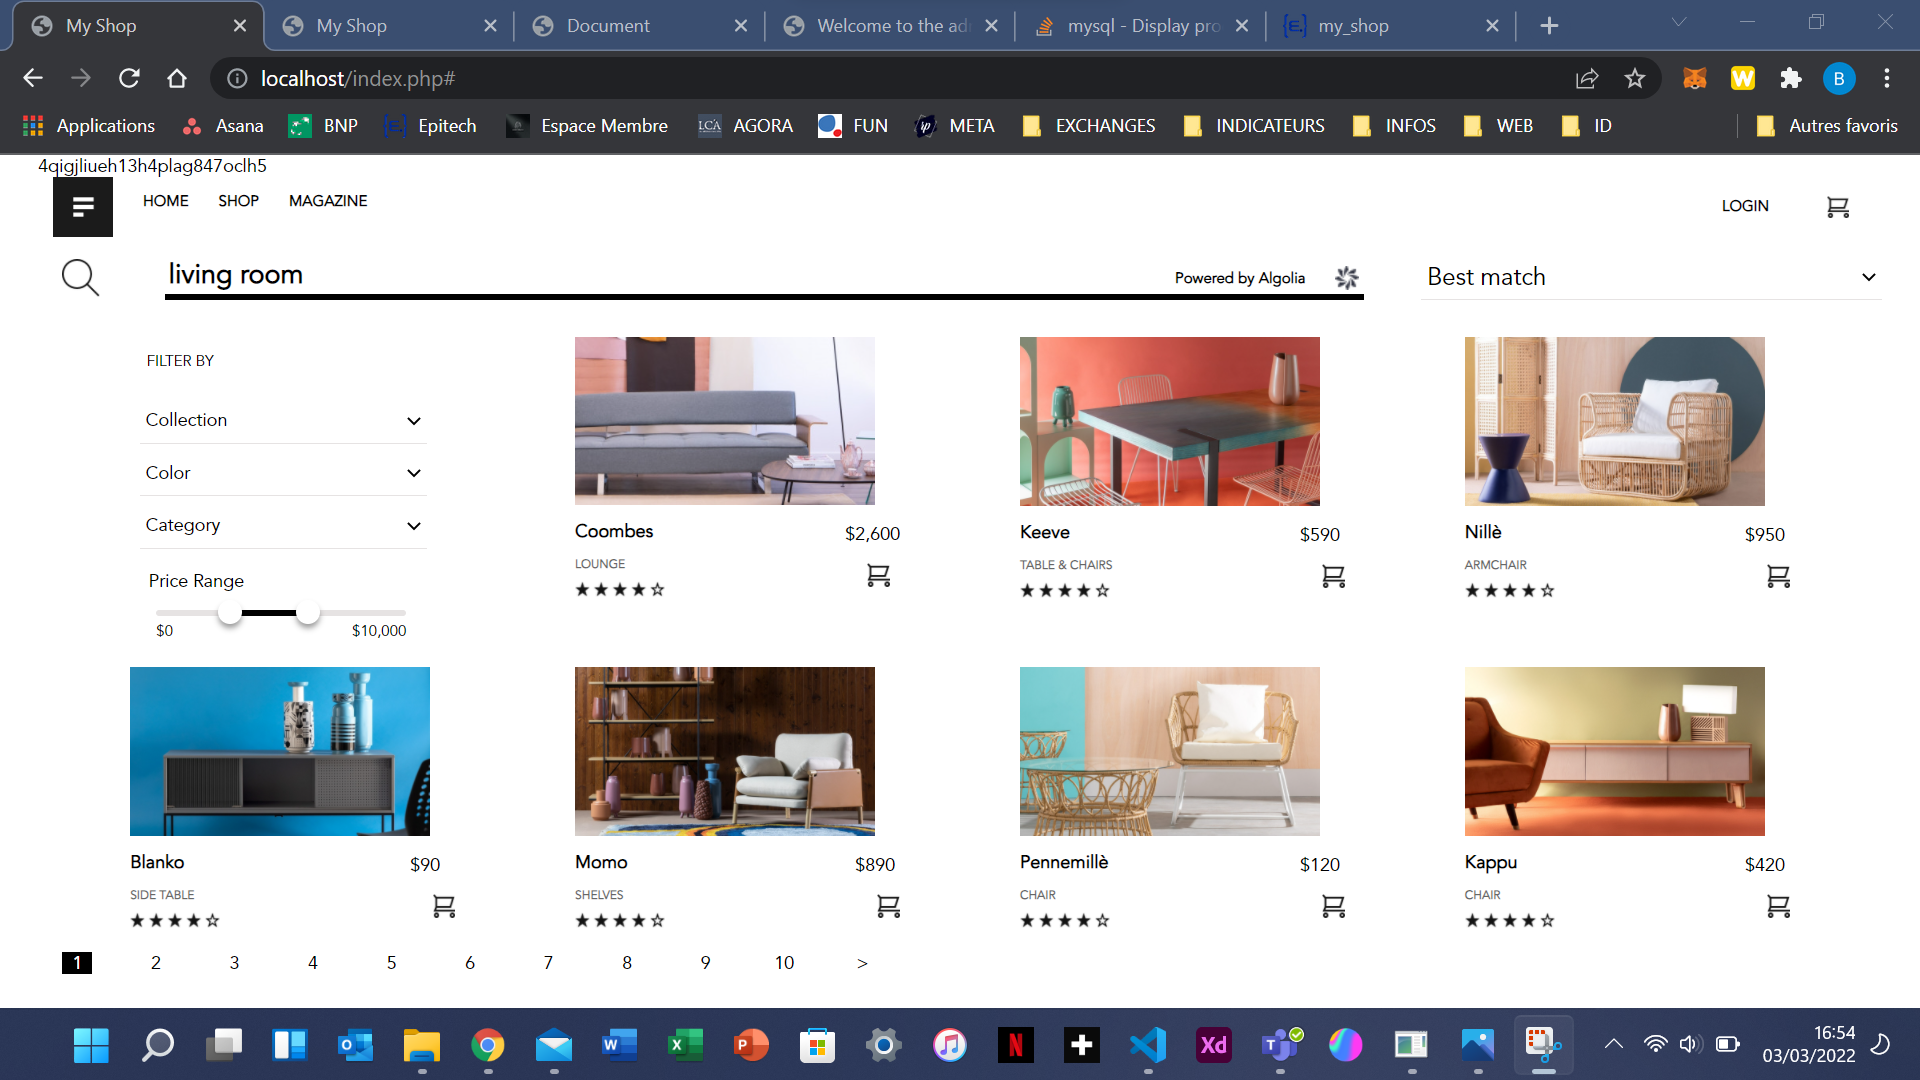 My Shop My Shop Document Welcome to the ad mysql - Display pro my_shop
localhost/index.php#
B
Applications Asana BNP Epitech Espace Membre LCA AGORA FUN ip META EXCHANGES INDICATEURS INFOS WEB ID Autres favoris
4qigjliueh13h4plag847oclh5
HOME SHOP MAGAZINE LOGIN
living room Powered by Algolia Best match
FILTER BY
Collection
Color
Category
Price Range
$0 $10,000
Coombes $2,600
LOUNGE
★★★★☆
Keeve $590
TABLE & CHAIRS
★★★★☆
Nillè $950
ARMCHAIR
★★★★☆
Blanko $90
SIDE TABLE
★★★★☆
Momo $890
SHELVES
★★★★☆
Pennemillè $120
CHAIR
★★★★☆
Kappu $420
CHAIR
★★★★☆
1 2 3 4 5 6 7 8 9 10 >
16:54
03/03/2022